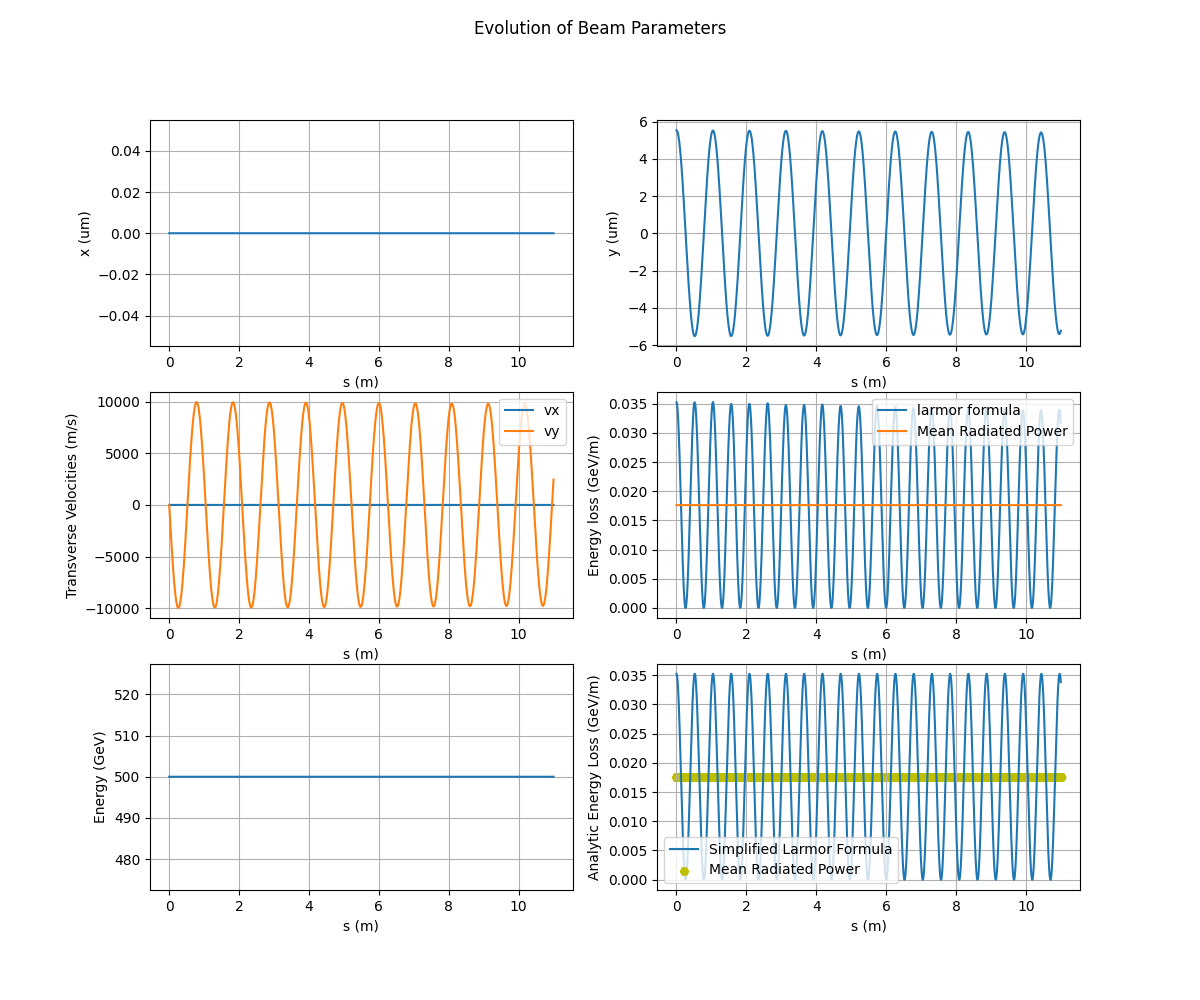 Evolution of Beam Parameters
0.04
0.02
0.00
−0.02
−0.04
x (um)
0 2 4 6 8 10
s (m)
6
4
2
0
−2
−4
−6
y (um)
0 2 4 6 8 10
s (m)
10000
5000
0
−5000
−10000
Transverse Velocities (m/s)
vx
vy
0 2 4 6 8 10
s (m)
0.035
0.030
0.025
0.020
0.015
0.010
0.005
0.000
Energy loss (GeV/m)
larmor formula
Mean Radiated Power
0 2 4 6 8 10
s (m)
520
510
500
490
480
Energy (GeV)
0 2 4 6 8 10
s (m)
0.035
0.030
0.025
0.020
0.015
0.010
0.005
0.000
Analytic Energy Loss (GeV/m)
Simplified Larmor Formula
Mean Radiated Power
0 2 4 6 8 10
s (m)